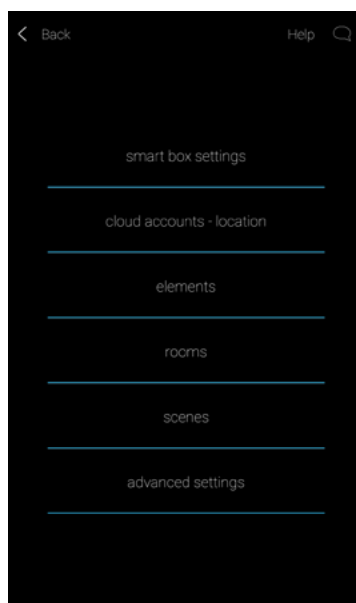 Back Help
smart box settings
cloud accounts - location
elements
rooms
scenes
advanced settings